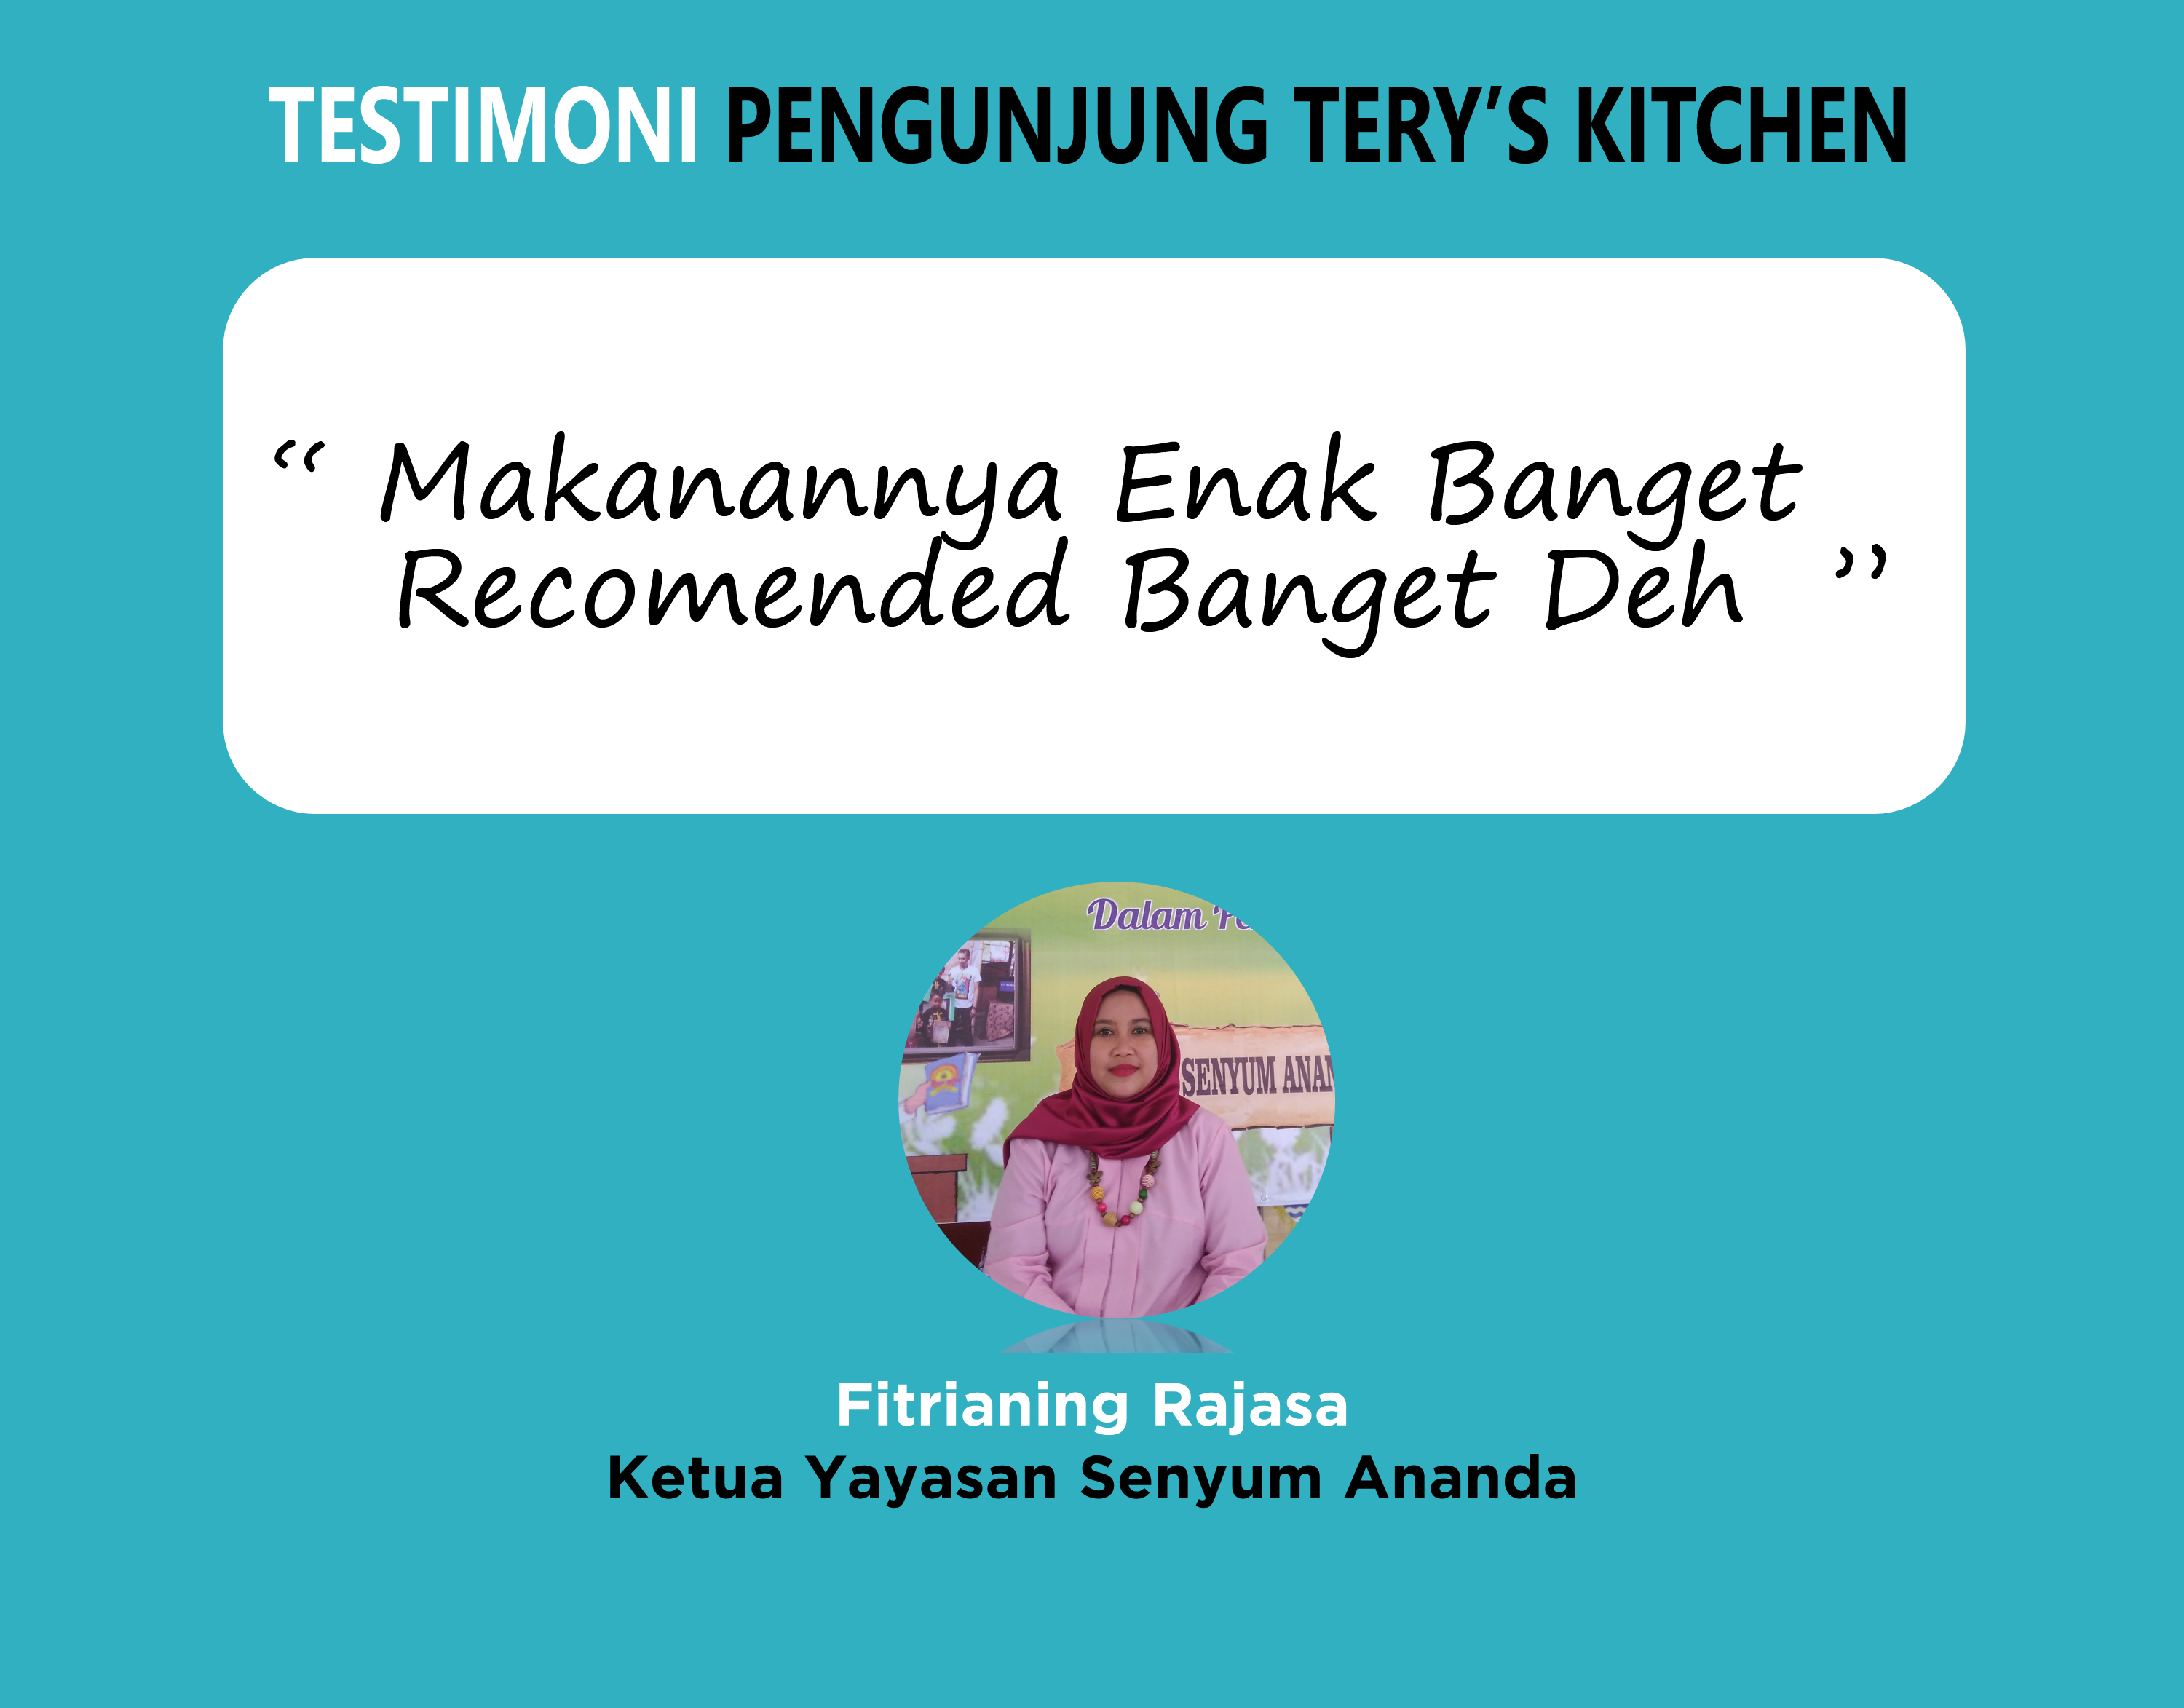 TESTIMONI PENGUNJUNG TERY’S KITCHEN
“ Makanannya Enak Banget
Recomended Banget Deh ”
Dalam
SENYUM
Fitrianing Rajasa
Ketua Yayasan Senyum Ananda